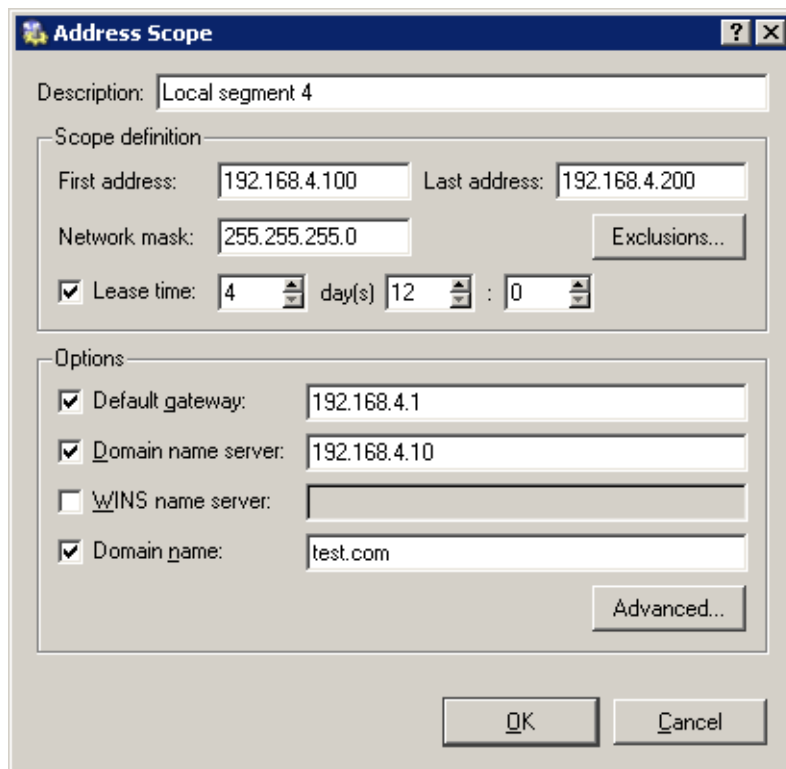 Address Scope
Description: Local segment 4
Scope definition
First address: 192.168.4.100 Last address: 192.168.4.200
Network mask: 255.255.255.0 Exclusions...
Lease time: 4 day(s) 12 : 0
Options
Default gateway: 192.168.4.1
Domain name server: 192.168.4.10
WINS name server:
Domain name: test.com
Advanced...
OK Cancel